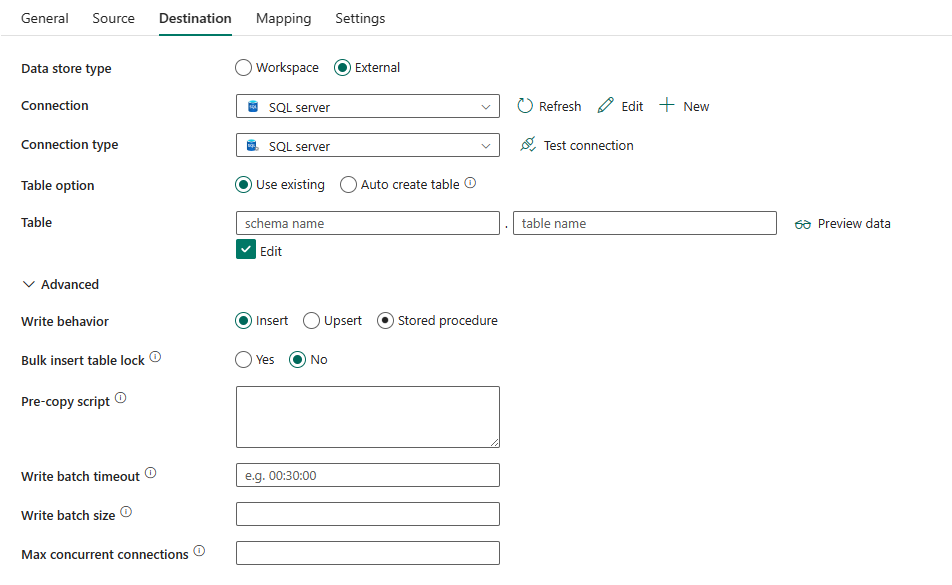 General Source Destination Mapping Settings
Data store type Workspace External
Connection SQL server Refresh Edit New
Connection type SQL server Test connection
Table option Use existing Auto create table
Table schema name . table name Preview data
Edit
Advanced
Write behavior Insert Upsert Stored procedure
Bulk insert table lock Yes No
Pre-copy script
Write batch timeout e.g. 00:30:00
Write batch size
Max concurrent connections